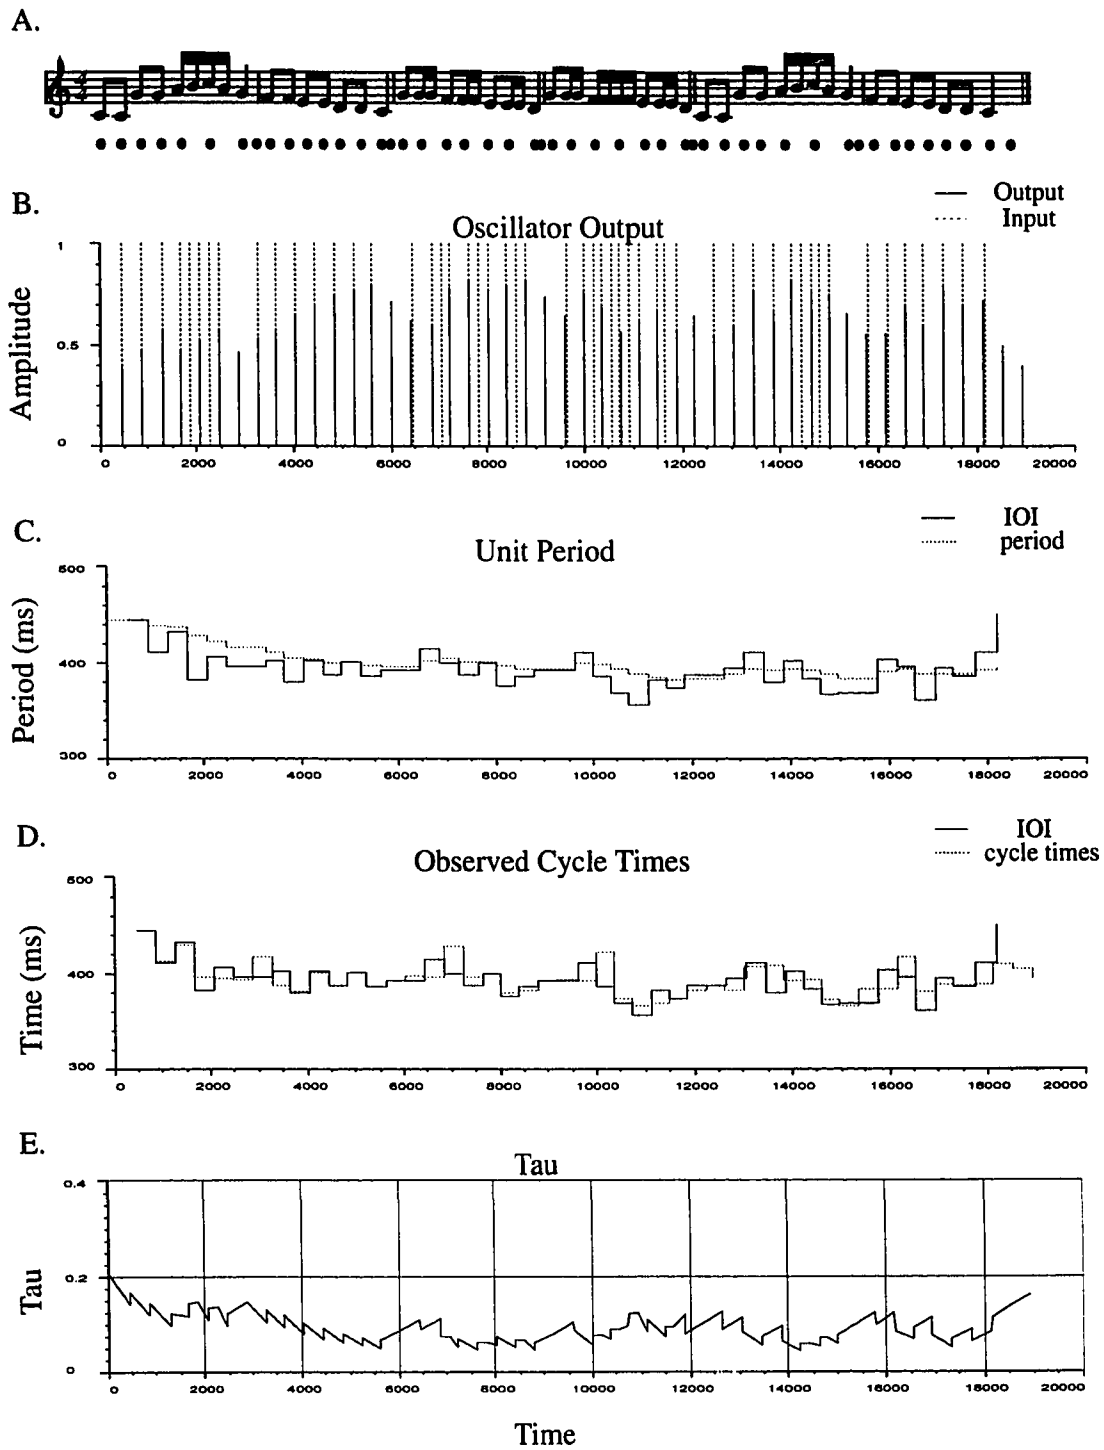 A.
4
4
B.
Output
Input
Oscillator Output
Amplitude
1
0.5
0
0 2000 4000 6000 8000 10000 12000 14000 16000 18000 20000
C.
IOI
period
Unit Period
Period (ms)
500
400
300
0 2000 4000 6000 8000 10000 12000 14000 16000 18000 20000
D.
IOI
cycle times
Observed Cycle Times
Time (ms)
500
400
300
0 2000 4000 6000 8000 10000 12000 14000 16000 18000 20000
E.
Tau
Tau
0.4
0.2
0
0 2000 4000 6000 8000 10000 12000 14000 16000 18000 20000
Time